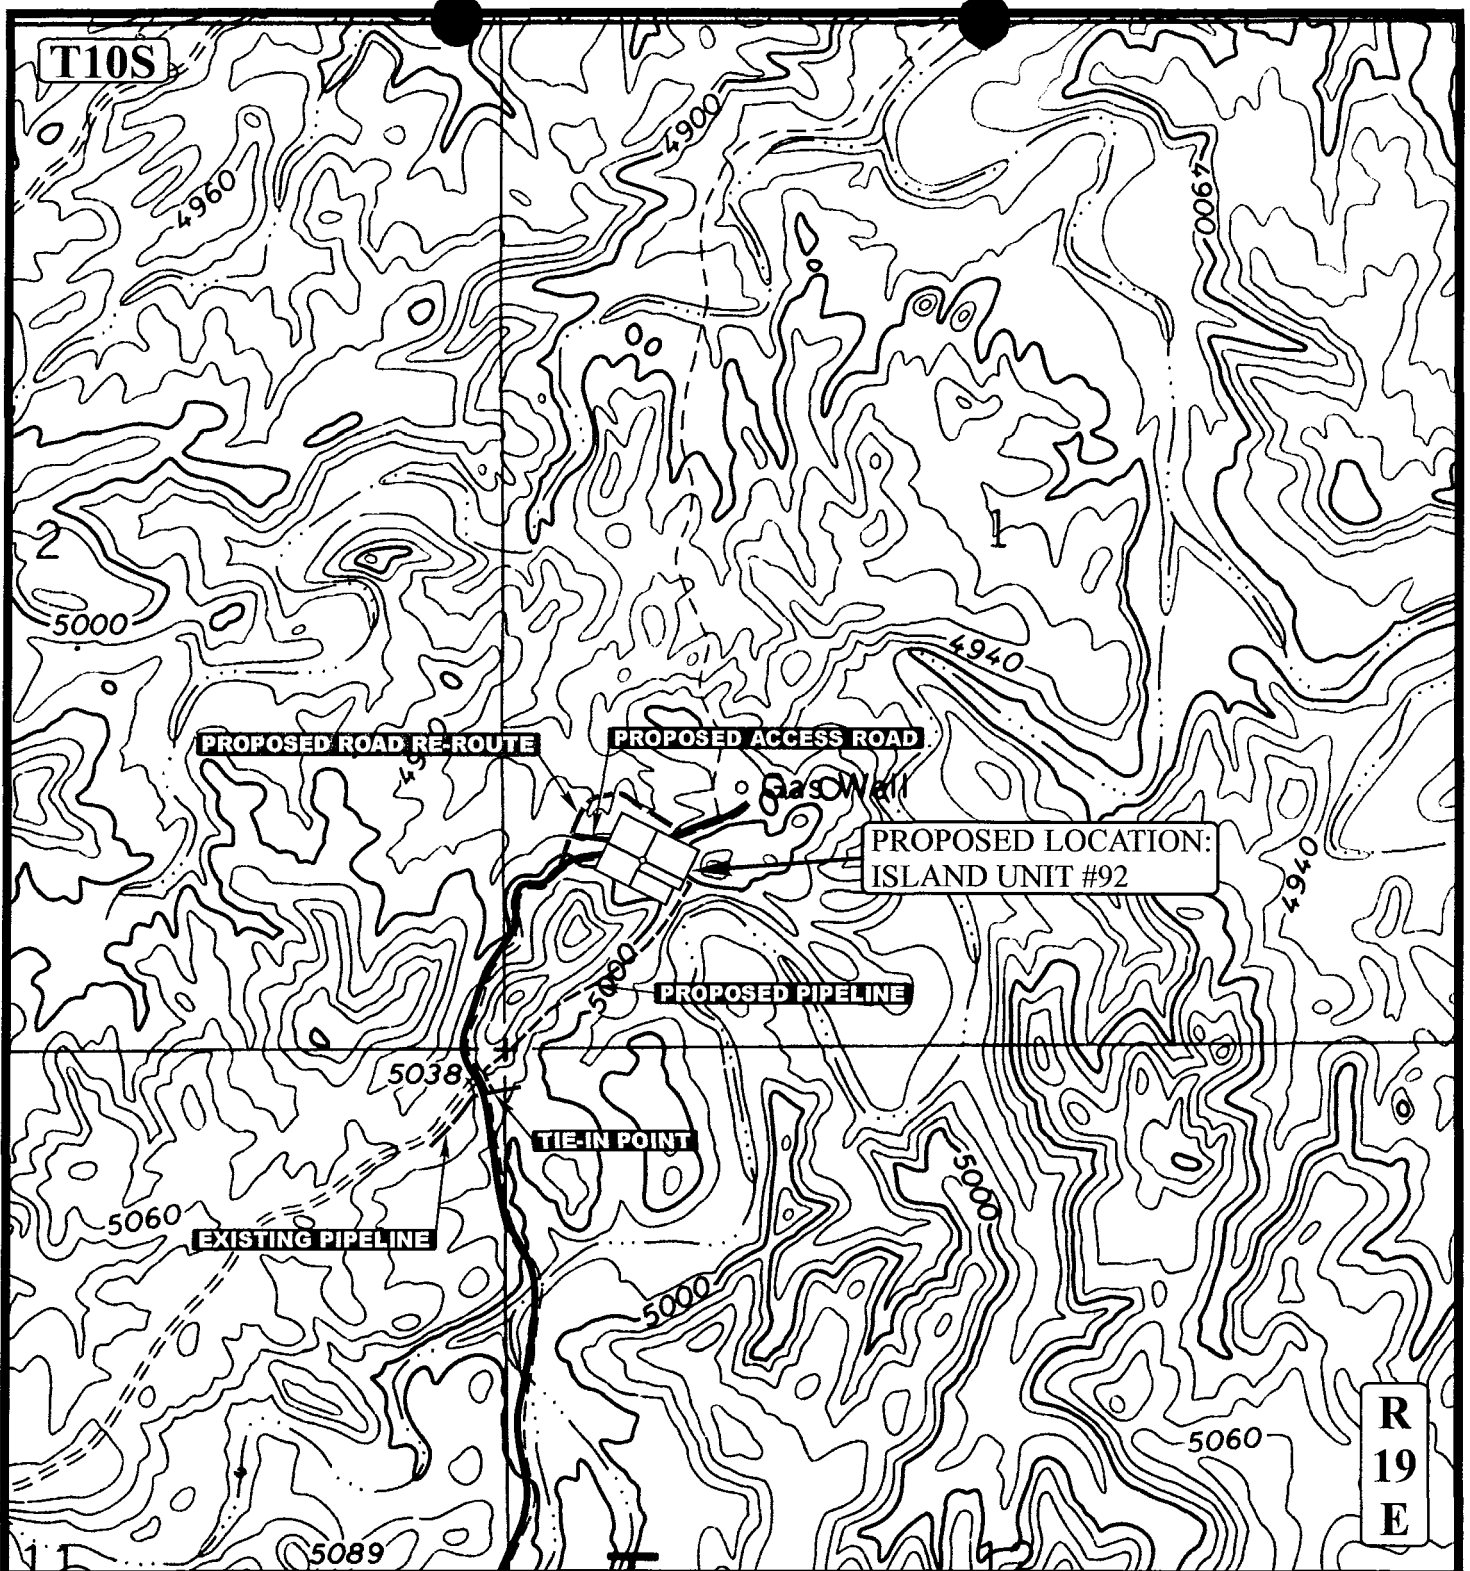 T10S
4900
4960
4900
2
1
5000
4940
PROPOSED ROAD RE-ROUTE
PROPOSED ACCESS ROAD
Gas Well
PROPOSED LOCATION:
ISLAND UNIT #92
4940
5000
PROPOSED PIPELINE
5038
TIE-IN POINT
5000
5060
EXISTING PIPELINE
5000
R
19
E
5060
5089